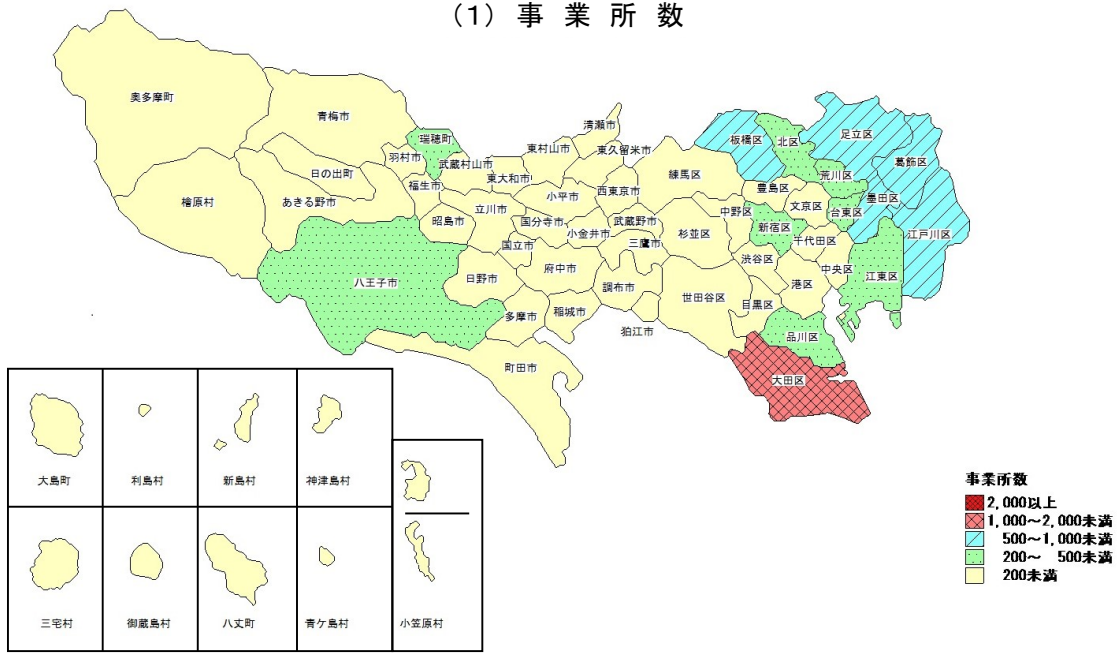 (1) 事 業 所 数
奥多摩町
青梅市
瑞穂町
清瀬市
板橋区
北区
足立区
羽村市
武蔵村山市
東村山市
東久留米市
葛飾区
日の出町
東大和市
練馬区
荒川区
檜原村
あきる野市
福生市
小平市
西東京市
豊島区
墨田区
昭島市
立川市
国分寺市
武蔵野市
中野区
文京区
台東区
小金井市
杉並区
新宿区
江戸川区
国立市
三鷹市
千代田区
八王子市
日野市
府中市
渋谷区
中央区
江東区
調布市
世田谷区
目黒区
港区
多摩市
稲城市
狛江市
品川区
町田市
大田区
大島町
利島村
新島村
神津島村
三宅村
御蔵島村
八丈町
青ケ島村
小笠原村
事業所数
2,000以上
1,000～2,000未満
500～1,000未満
200～ 500未満
200未満